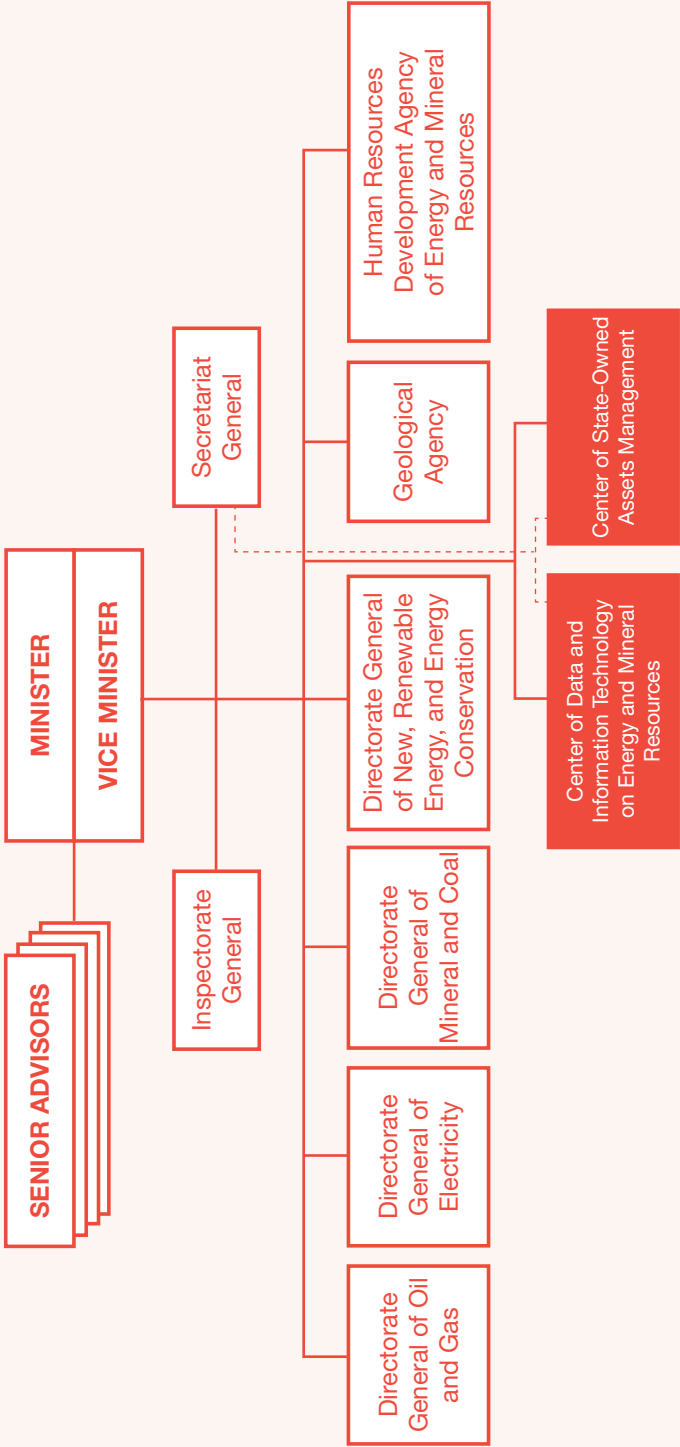 MINISTER
VICE MINISTER
SENIOR ADVISORS
Inspectorate
General
Secretariat
General
Directorate
General of Oil
and Gas
Directorate
General of
Electricity
Directorate
General of
Mineral and Coal
Directorate General
of New, Renewable
Energy, and Energy
Conservation
Geological
Agency
Human Resources
Development Agency
of Energy and Mineral
Resources
Center of Data and
Information Technology
on Energy and Mineral
Resources
Center of State-Owned
Assets Management